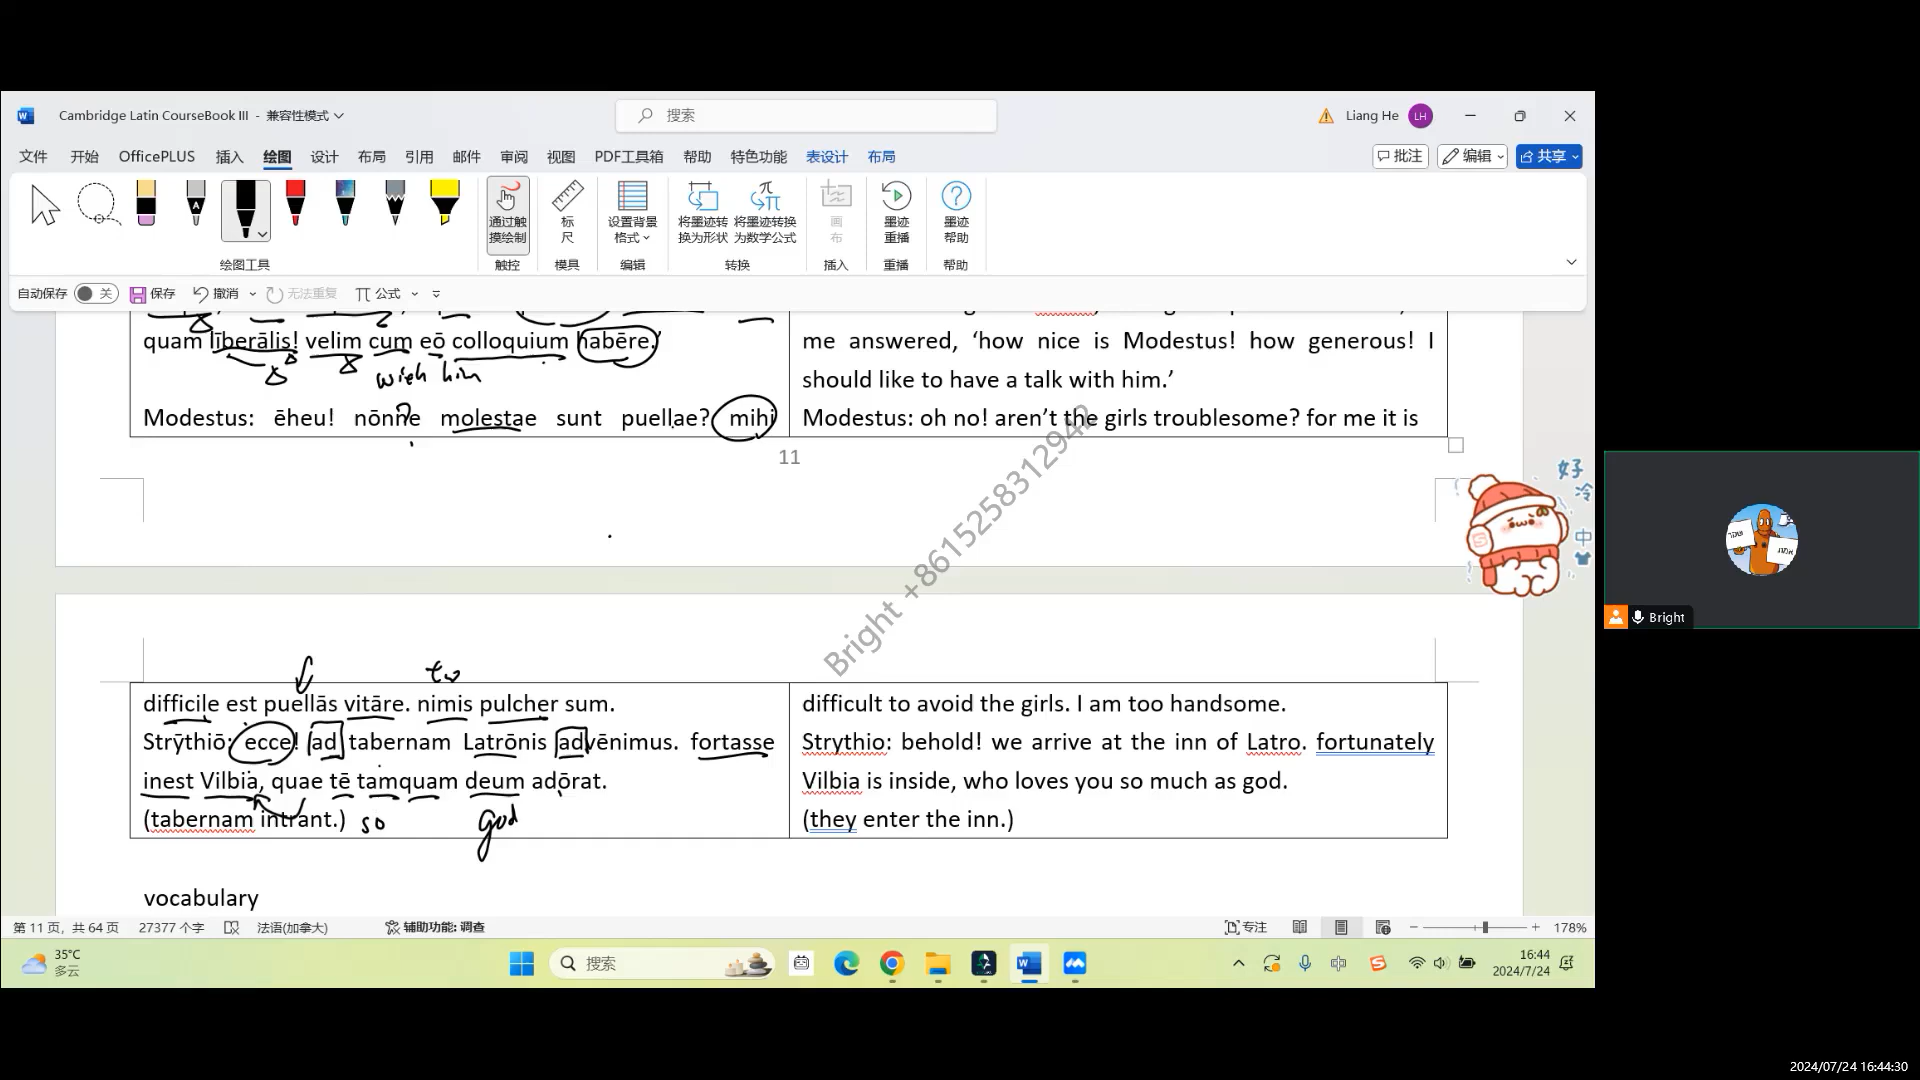 Cambridge Latin CourseBook III - 兼容性模式
搜索
Liang He LH
文件 开始 OfficePLUS 插入 绘图 设计 布局 引用 邮件 审阅 视图 PDF工具箱 帮助 特色功能 表设计 布局
批注 编辑 共享
通过触摸绘制
标尺
设置背景格式
将墨迹转换为形状
将墨迹转换为数学公式
画布
墨迹重播
墨迹帮助
绘图工具 触控 模具 编辑 转换 插入 重播 帮助
自动保存 关 保存 撤消 无法重复 公式
quam līberālis! velim cum eō colloquium habēre.’
with him
Modestus: ēheu! nōnne molestae sunt puellae? mihi
me answered, ‘how nice is Modestus! how generous! I
should like to have a talk with him.’
Modestus: oh no! aren’t the girls troublesome? for me it is
11
好冷
中
Bright +8615258312942
Bright
too
difficile est puellās vitāre. nimis pulcher sum.
Strȳthiō: ecce! ad tabernam Latrōnis advēnimus. fortasse
inest Vilbia, quae tē tamquam deum adōrat.
(tabernam intrant.)
so
god
difficult to avoid the girls. I am too handsome.
Strythio: behold! we arrive at the inn of Latro. fortunately
Vilbia is inside, who loves you so much as god.
(they enter the inn.)
vocabulary
第 11 页，共 64 页 27377 个字 法语(加拿大) 辅助功能: 调查 专注 178%
35°C
多云
搜索
16:44
2024/7/24
2024/07/24 16:44:30